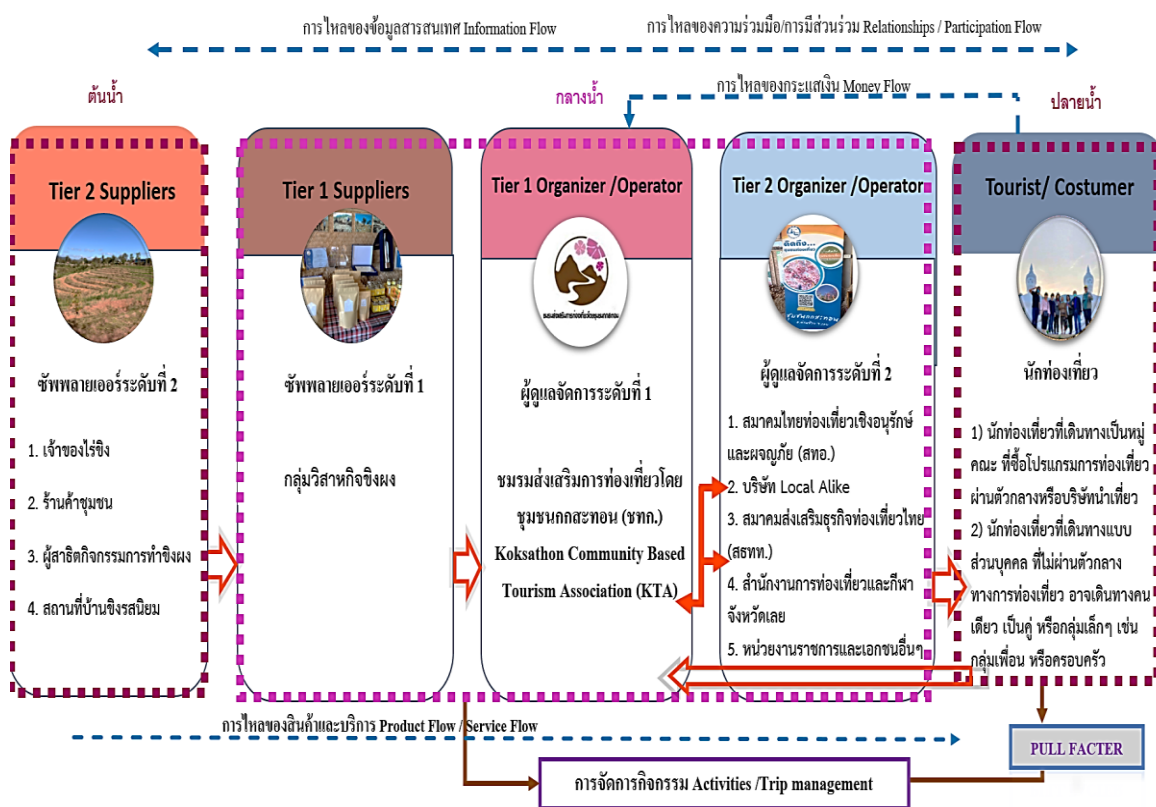 การไหลของข้อมูลสารสนเทศ Information Flow
การไหลของความร่วมมือ/การมีส่วนร่วม Relationships / Participation Flow
การไหลของกระแสเงิน Money Flow
ต้นน้ำ
กลางน้ำ
ปลายน้ำ
Tier 2 Suppliers
ซัพพลายเออร์ระดับที่ 2
1. เจ้าของไร่ขิง
2. ร้านค้าชุมชน
3. ผู้สาธิตกิจกรรมการทำขิงผง
4. สถานที่บ้านขิงรสนิยม
Tier 1 Suppliers
ซัพพลายเออร์ระดับที่ 1
กลุ่มวิสาหกิจขิงผง
Tier 1 Organizer /Operator
ผู้ดูแลจัดการระดับที่ 1
ชมรมส่งเสริมการท่องเที่ยวโดย
ชุมชนกกสะทอน (ชทก.)
Koksathon Community Based
Tourism Association (KTA)
Tier 2 Organizer /Operator
คิดถึง...
ผู้ดูแลจัดการระดับที่ 2
1. สมาคมไทยท่องเที่ยวเชิงอนุรักษ์
และผจญภัย (สทอ.)
2. บริษัท Local Alike
3. สมาคมส่งเสริมธุรกิจท่องเที่ยวไทย
(สธทท.)
4. สำนักงานการท่องเที่ยวและกีฬา
จังหวัดเลย
5. หน่วยงานราชการและเอกชนอื่นๆ
Tourist/ Costumer
นักท่องเที่ยว
1) นักท่องเที่ยวที่เดินทางเป็นหมู่
คณะ ที่ซื้อโปรแกรมการท่องเที่ยว
ผ่านตัวกลางหรือบริษัทนำเที่ยว
2) นักท่องเที่ยวที่เดินทางแบบ
ส่วนบุคคล ที่ไม่ผ่านตัวกลาง
ทางการท่องเที่ยว อาจเดินทางคน
เดียว เป็นคู่ หรือกลุ่มเล็กๆ เช่น
กลุ่มเพื่อน หรือครอบครัว
การไหลของสินค้าและบริการ Product Flow / Service Flow
PULL FACTER
การจัดการกิจกรรม Activities /Trip management